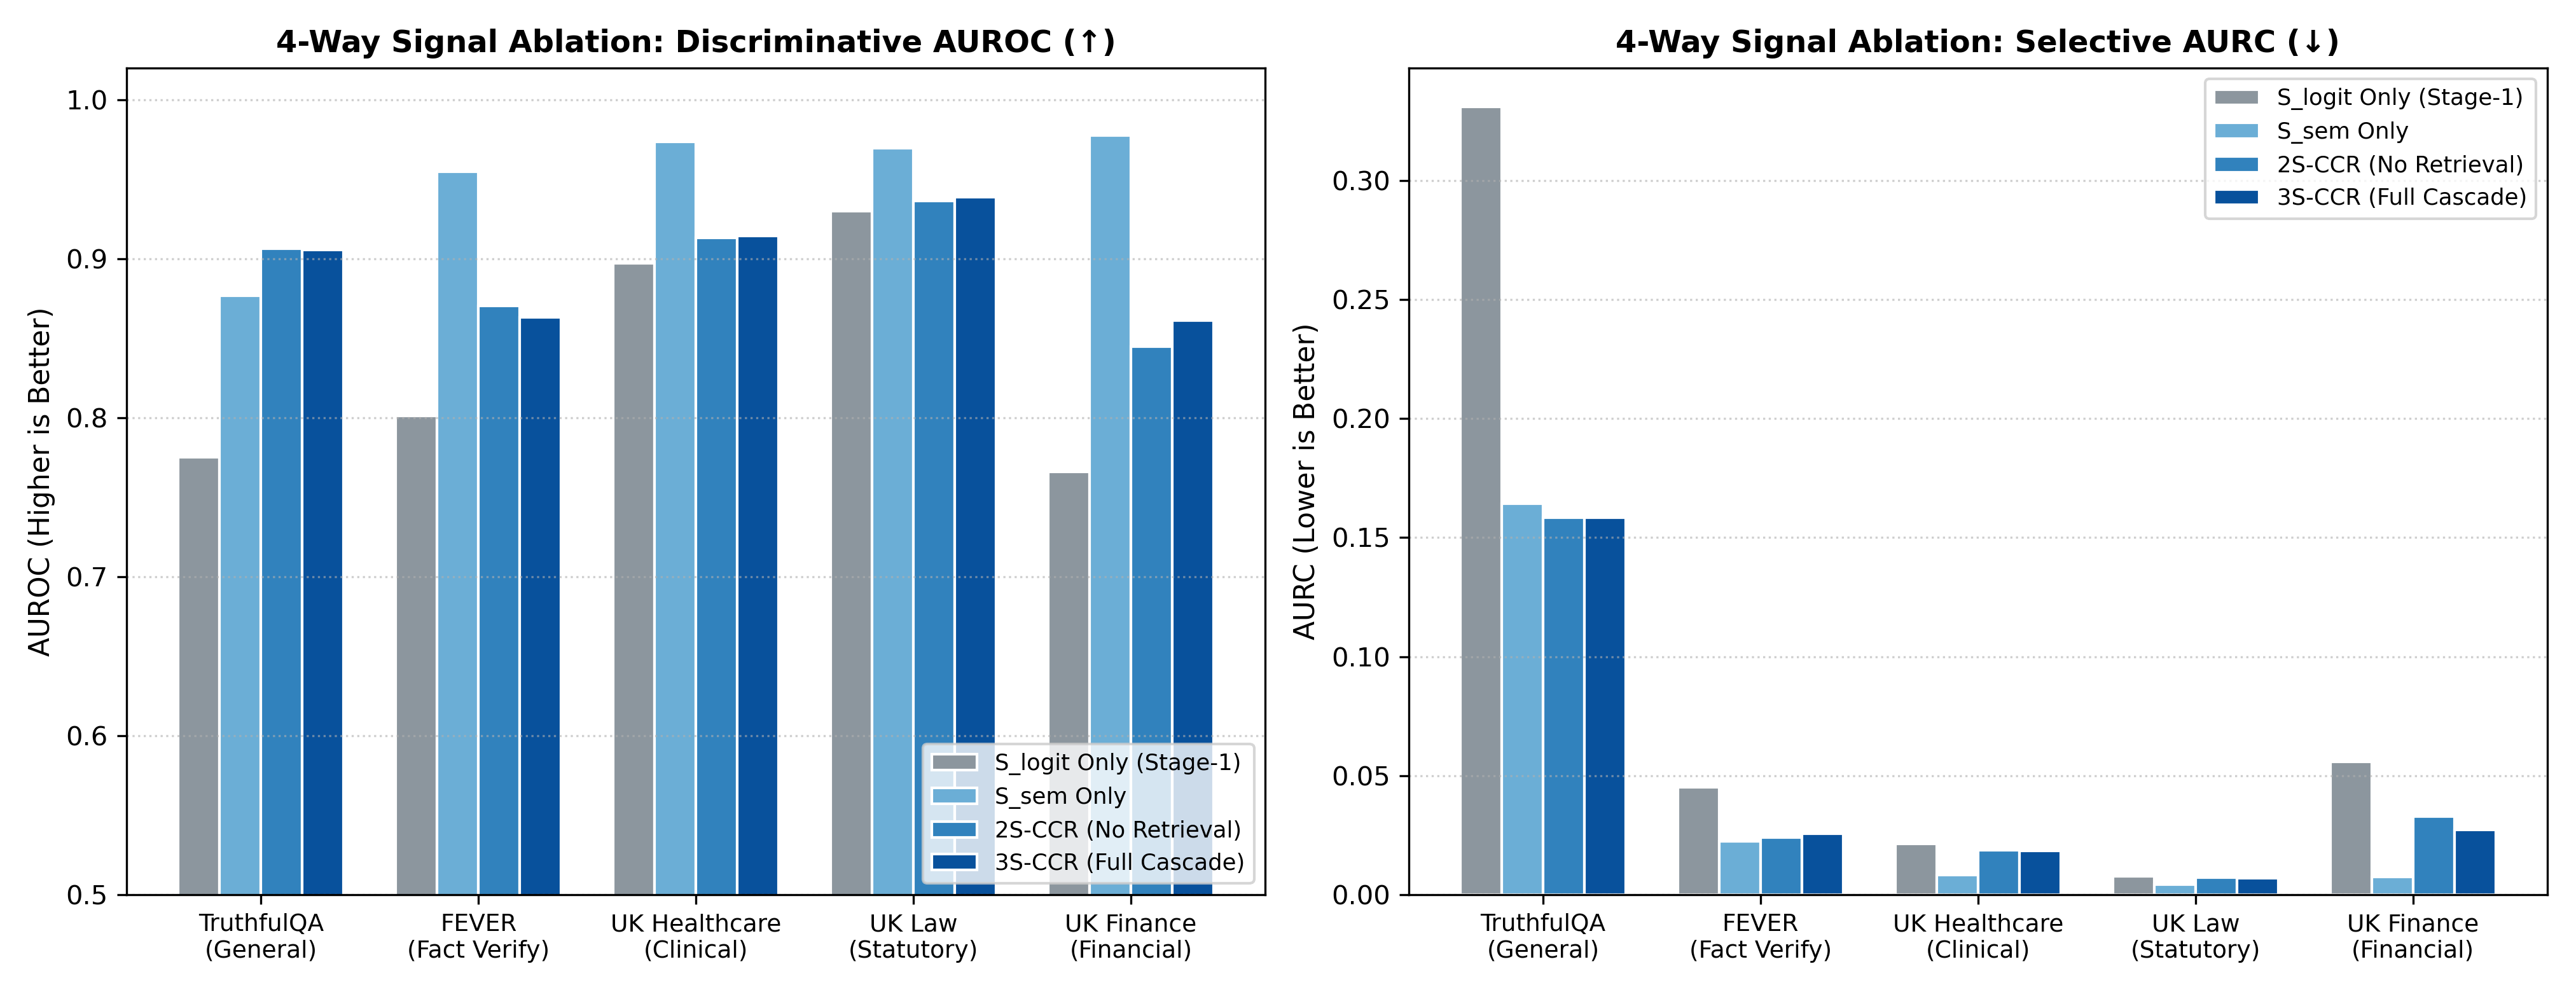 4-Way Signal Ablation: Discriminative AUROC (↑)
AUROC (Higher is Better)
1.0
0.9
0.8
0.7
0.6
0.5
S_logit Only (Stage-1)
S_sem Only
2S-CCR (No Retrieval)
3S-CCR (Full Cascade)
TruthfulQA
(General)
FEVER
(Fact Verify)
UK Healthcare
(Clinical)
UK Law
(Statutory)
UK Finance
(Financial)
4-Way Signal Ablation: Selective AURC (↓)
AURC (Lower is Better)
0.30
0.25
0.20
0.15
0.10
0.05
0.00
S_logit Only (Stage-1)
S_sem Only
2S-CCR (No Retrieval)
3S-CCR (Full Cascade)
TruthfulQA
(General)
FEVER
(Fact Verify)
UK Healthcare
(Clinical)
UK Law
(Statutory)
UK Finance
(Financial)